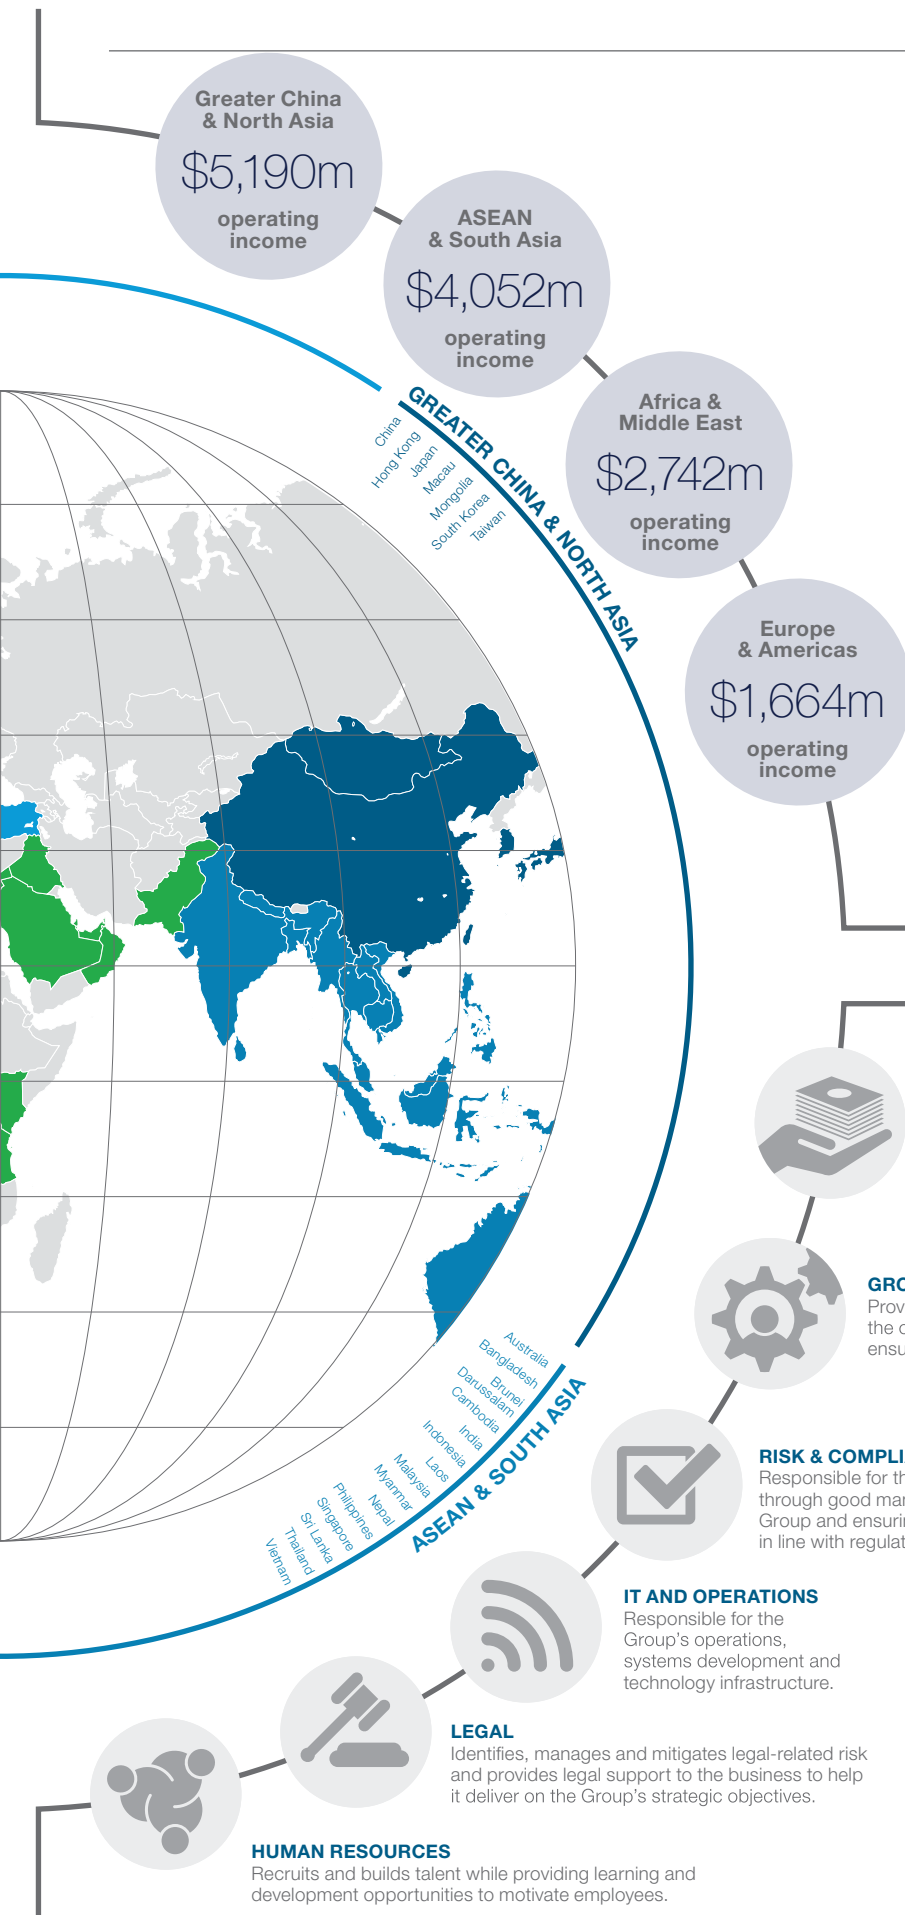 Greater China
& North Asia
$5,190m
operating
income
ASEAN
& South Asia
$4,052m
operating
income
Africa &
Middle East
$2,742m
operating
income
Europe
& Americas
$1,664m
operating
income
GREATER CHINA & NORTH ASIA
China
Hong Kong
Japan
Macau
Mongolia
South Korea
Taiwan
ASEAN & SOUTH ASIA
Australia
Bangladesh
Brunei
Darussalam
Cambodia
India
Indonesia
Laos
Malaysia
Myanmar
Nepal
Philippines
Singapore
Sri Lanka
Thailand
Vietnam
GRO
Prov
the
ensu
RISK & COMPLI
Responsible for th
through good mar
Group and ensurin
in line with regulat
IT AND OPERATIONS
Responsible for the
Group's operations,
systems development and
technology infrastructure.
LEGAL
Identifies, manages and mitigates legal-related risk
and provides legal support to the business to help
it deliver on the Group's strategic objectives.
HUMAN RESOURCES
Recruits and builds talent while providing learning and
development opportunities to motivate employees.